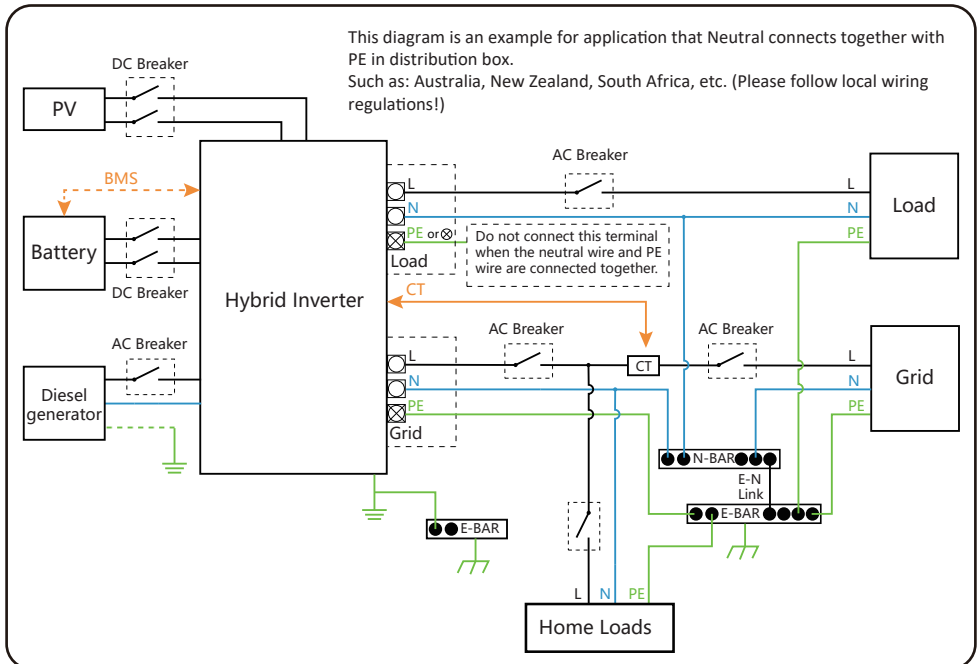 This diagram is an example for application that Neutral connects together with
PE in distribution box.
Such as: Australia, New Zealand, South Africa, etc. (Please follow local wiring
regulations!)
DC Breaker
PV
BMS
Battery
DC Breaker
AC Breaker
Diesel
generator
Hybrid Inverter
L
N
PE or
Load
Do not connect this terminal
when the neutral wire and PE
wire are connected together.
AC Breaker
L
N
PE
Load
CT
AC Breaker
CT
AC Breaker
L
N
PE
Grid
L
N
PE
Grid
N-BAR
E-N
Link
E-BAR
E-BAR
L N PE
Home Loads